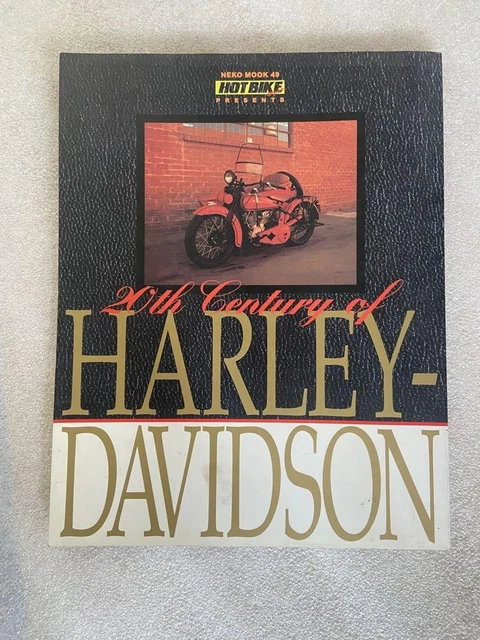 NEKO MOOK 49
HOT BIKE
PRESENTS
20th Century of
HARLEY-
DAVIDSON